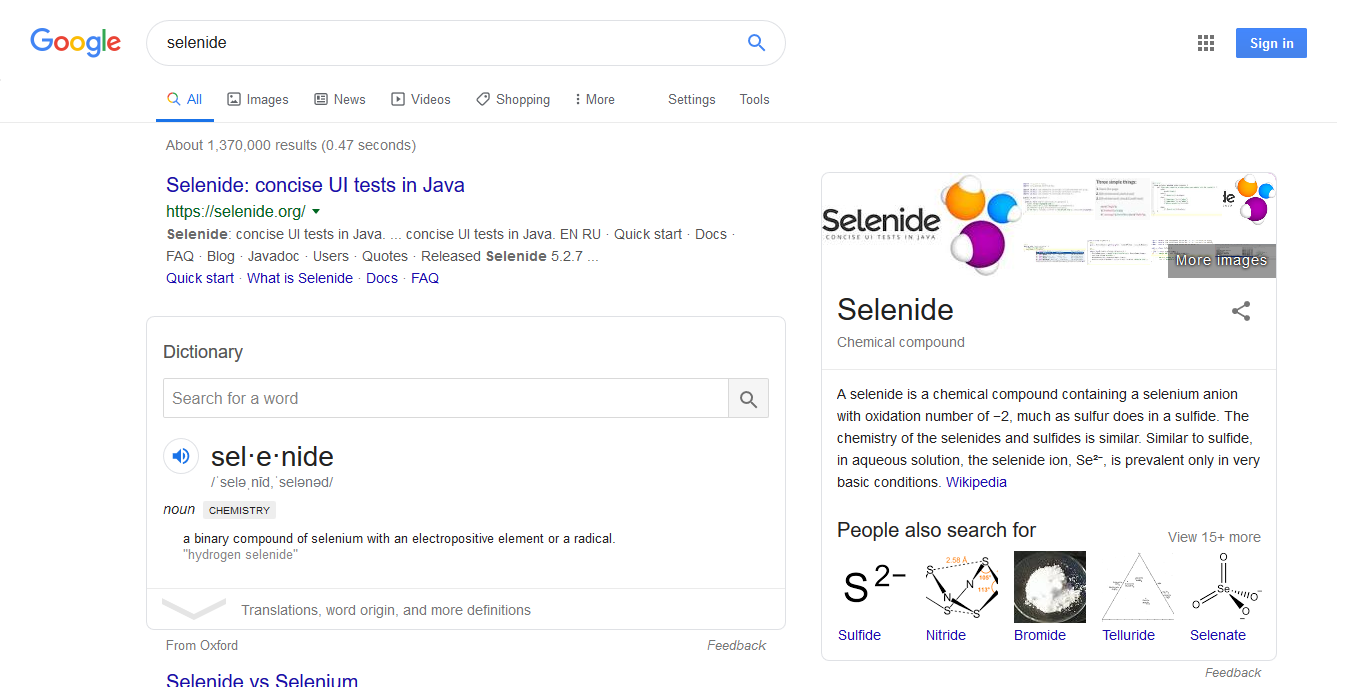 Google
selenide
Sign in
All
Images
News
Videos
Shopping
More
Settings
Tools
About 1,370,000 results (0.47 seconds)
Selenide: concise UI tests in Java
https://selenide.org/
Selenide: concise UI tests in Java. ... concise UI tests in Java. EN RU · Quick start · Docs ·
FAQ · Blog · Javadoc · Users · Quotes · Released Selenide 5.2.7 ...
Quick start · What is Selenide · Docs · FAQ
Dictionary
Search for a word
sel·e·nide
/ˈseləˌnīd,ˈselənəd/
noun CHEMISTRY
a binary compound of selenium with an electropositive element or a radical.
"hydrogen selenide"
Translations, word origin, and more definitions
From Oxford
Feedback
Selenide vs Selenium
Selenide
CONCISE UI TESTS IN JAVA
Three simple things:
More images
Selenide
Chemical compound
A selenide is a chemical compound containing a selenium anion
with oxidation number of −2, much as sulfur does in a sulfide. The
chemistry of the selenides and sulfides is similar. Similar to sulfide,
in aqueous solution, the selenide ion, Se²⁻, is prevalent only in very
basic conditions. Wikipedia
People also search for
View 15+ more
S²⁻
2.58 Å
S S
N N
S S
O
Se
O O⁻
O⁻
Sulfide
Nitride
Bromide
Telluride
Selenate
Feedback